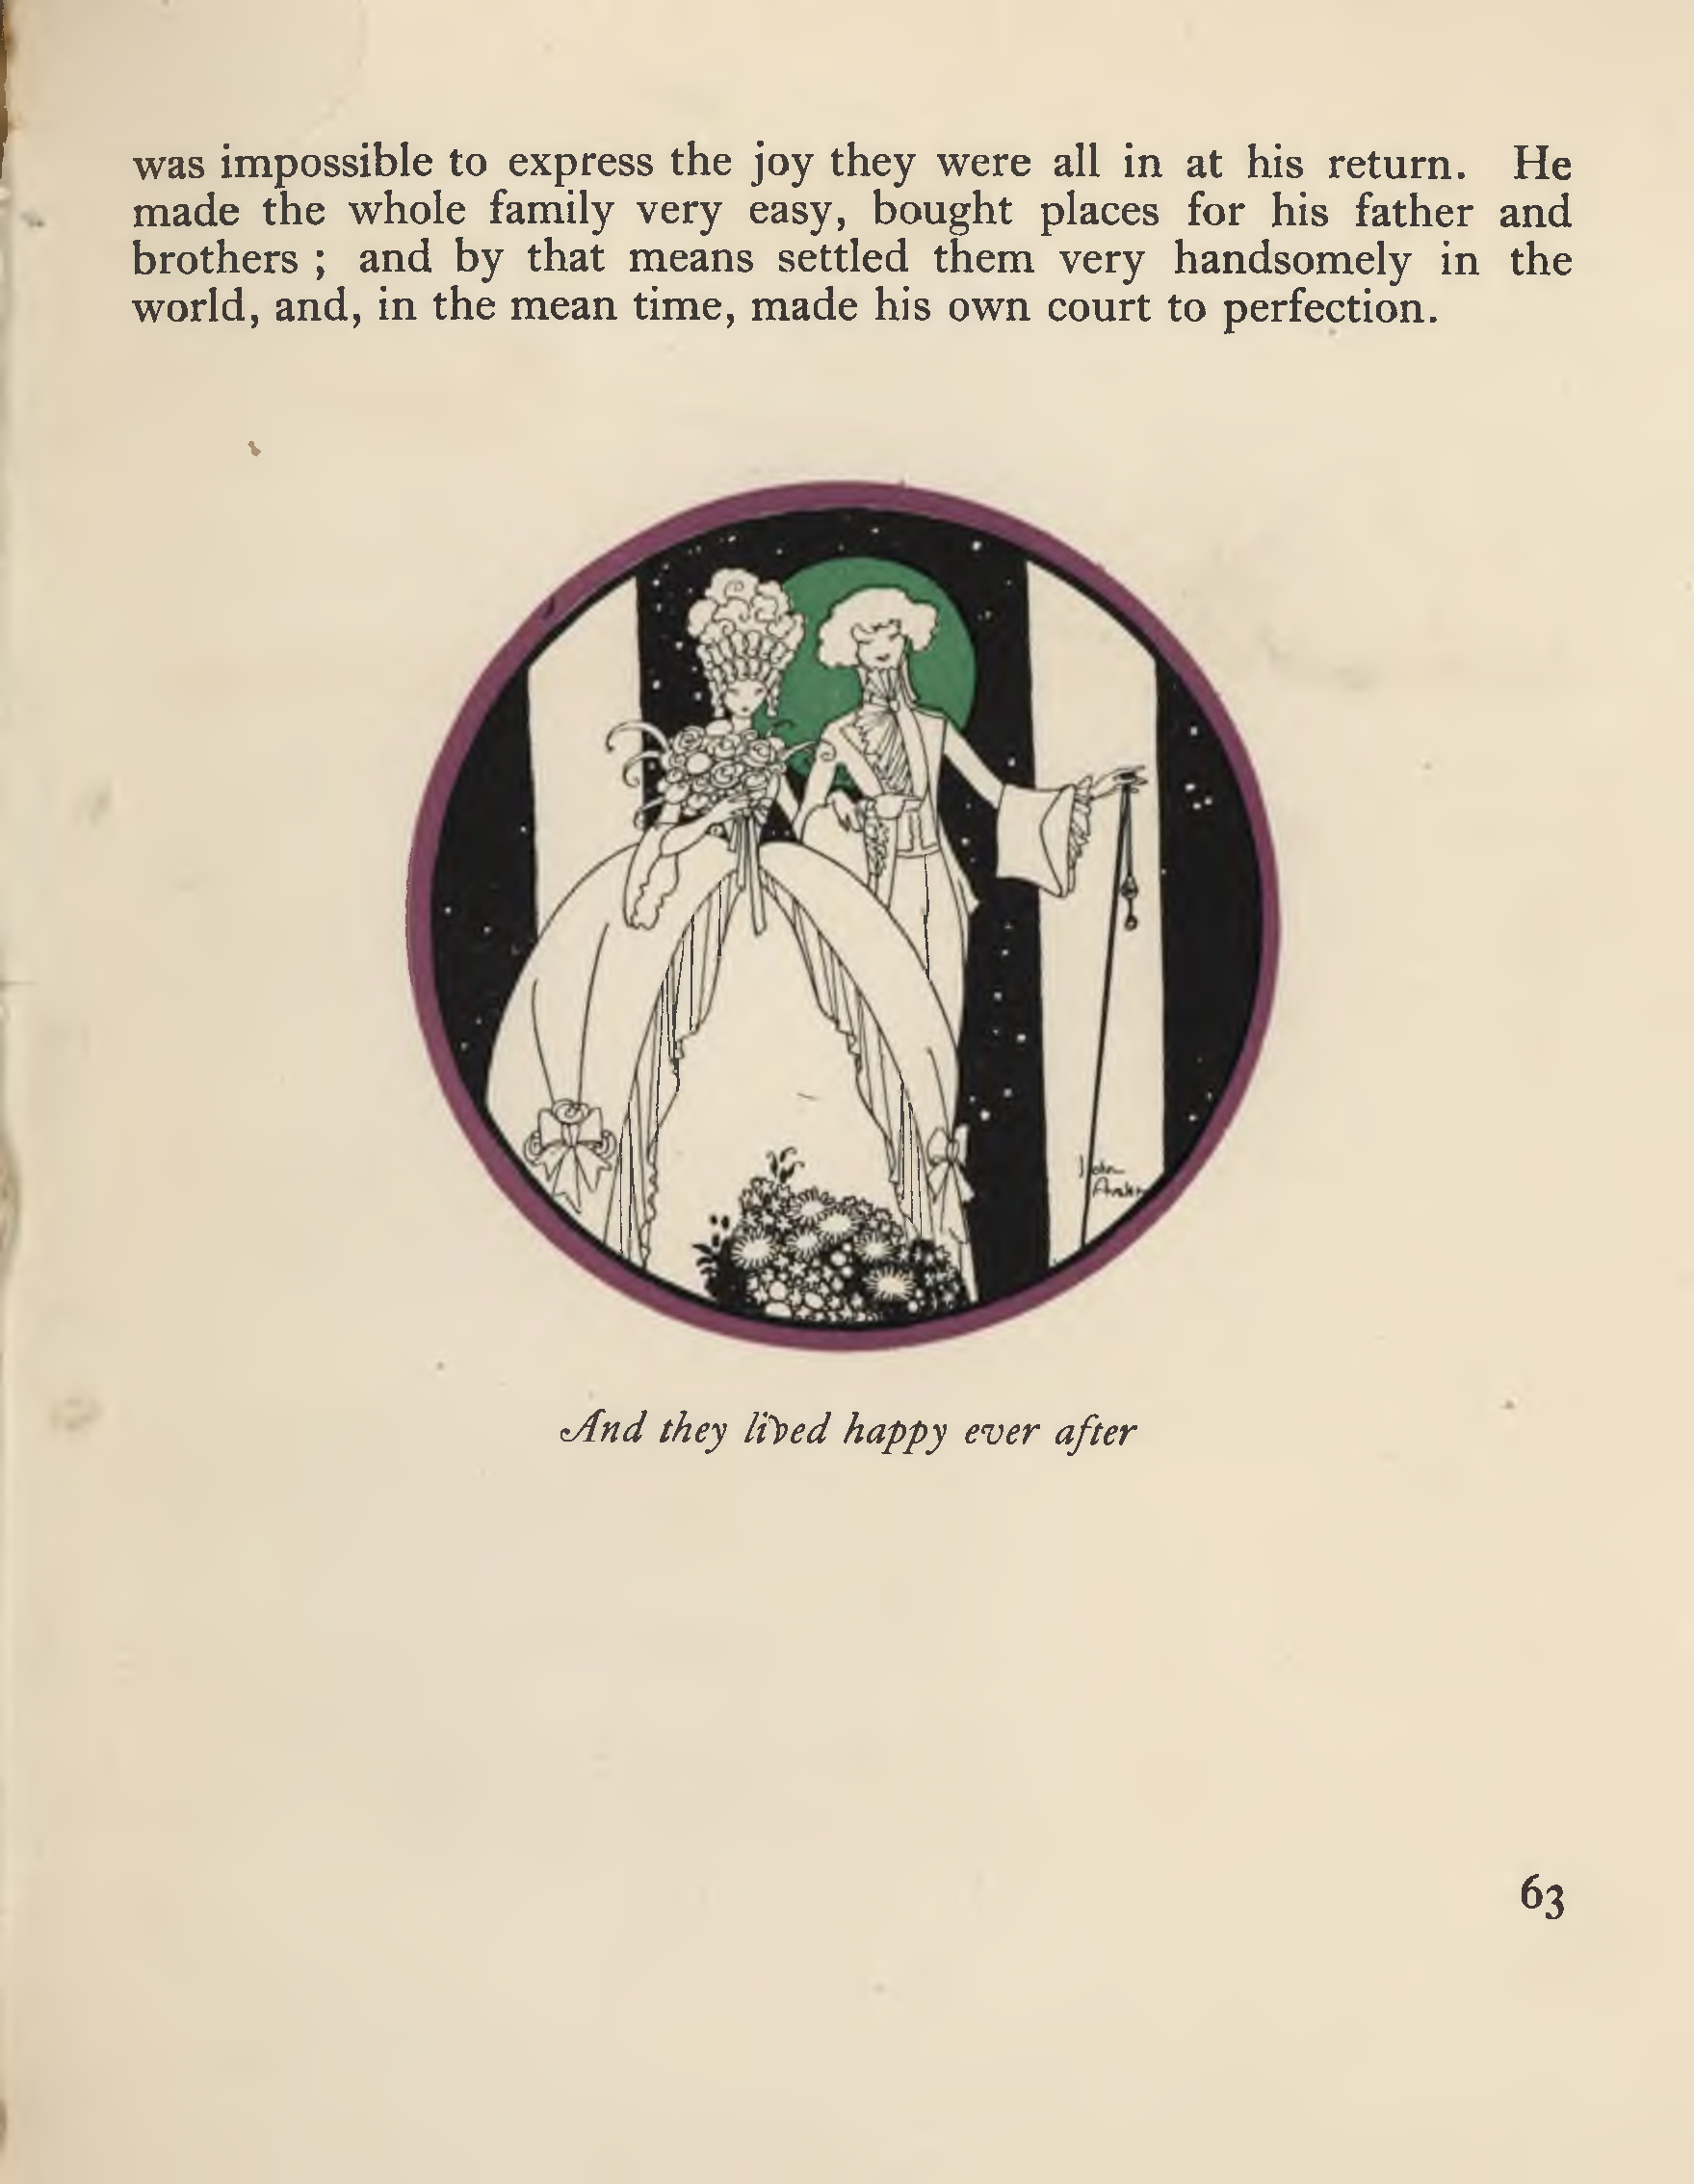 was impossible to express the joy they were all in at his return. He
made the whole family very easy, bought places for his father and
brothers ; and by that means settled them very handsomely in the
world, and, in the mean time, made his own court to perfection.
John
And they lived happy ever after
63